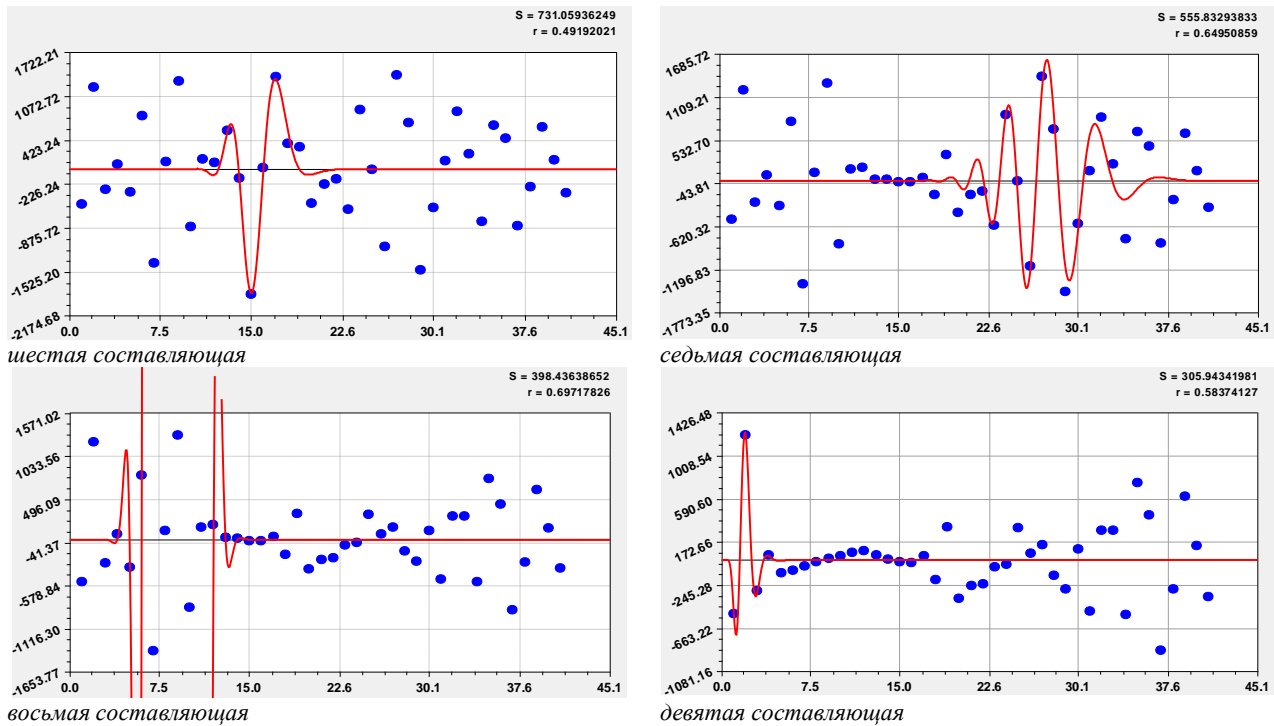 S = 731.05936249
r = 0.49192021
1722.21
1072.72
423.24
-226.24
-875.72
-1525.20
-2174.68
0.0 7.5 15.0 22.6 30.1 37.6 45.1
шестая составляющая
S = 555.83293833
r = 0.64950859
1685.72
1109.21
532.70
-43.81
-620.32
-1196.83
-1773.35
0.0 7.5 15.0 22.6 30.1 37.6 45.1
седьмая составляющая
S = 398.43638652
r = 0.69717826
1571.02
1033.56
496.09
-41.37
-578.84
-1116.30
-1653.77
0.0 7.5 15.0 22.6 30.1 37.6 45.1
восьмая составляющая
S = 305.94341981
r = 0.58374127
1426.48
1008.54
590.60
172.66
-245.28
-663.22
-1081.16
0.0 7.5 15.0 22.6 30.1 37.6 45.1
девятая составляющая